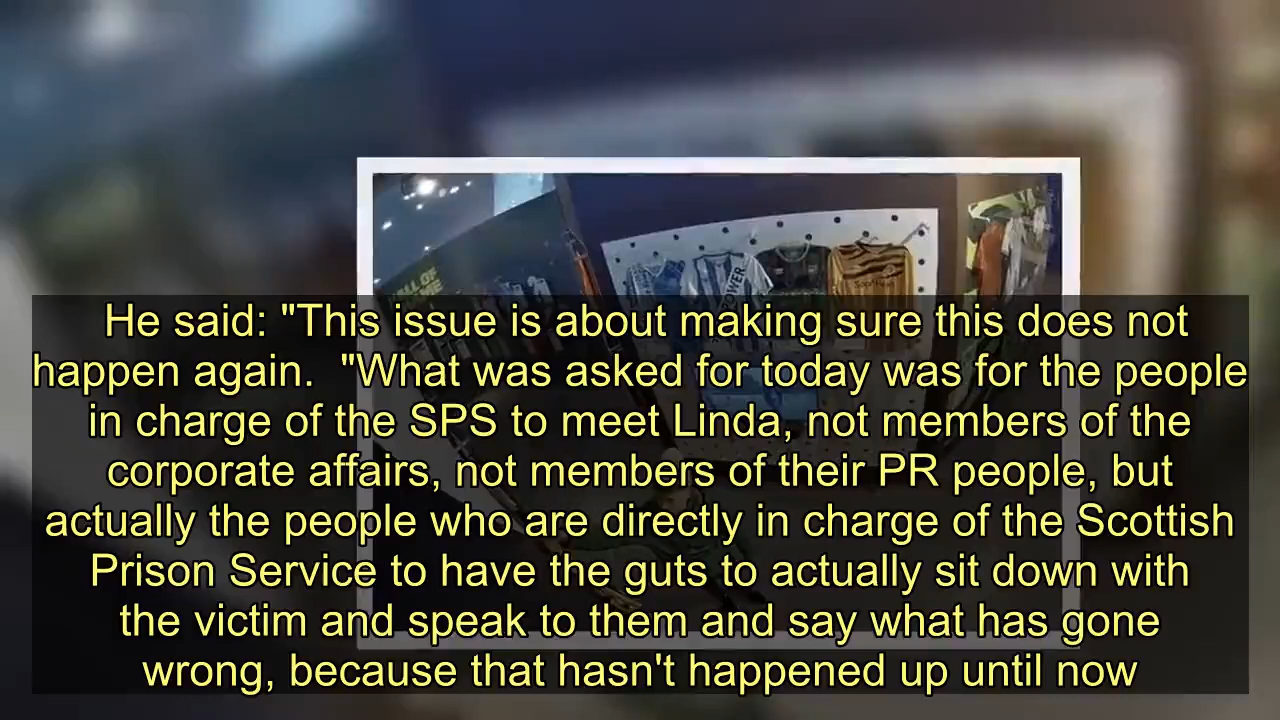 He said: "This issue is about making sure this does not
happen again.  "What was asked for today was for the people
in charge of the SPS to meet Linda, not members of the
corporate affairs, not members of their PR people, but
actually the people who are directly in charge of the Scottish
Prison Service to have the guts to actually sit down with
the victim and speak to them and say what has gone
wrong, because that hasn't happened up until now